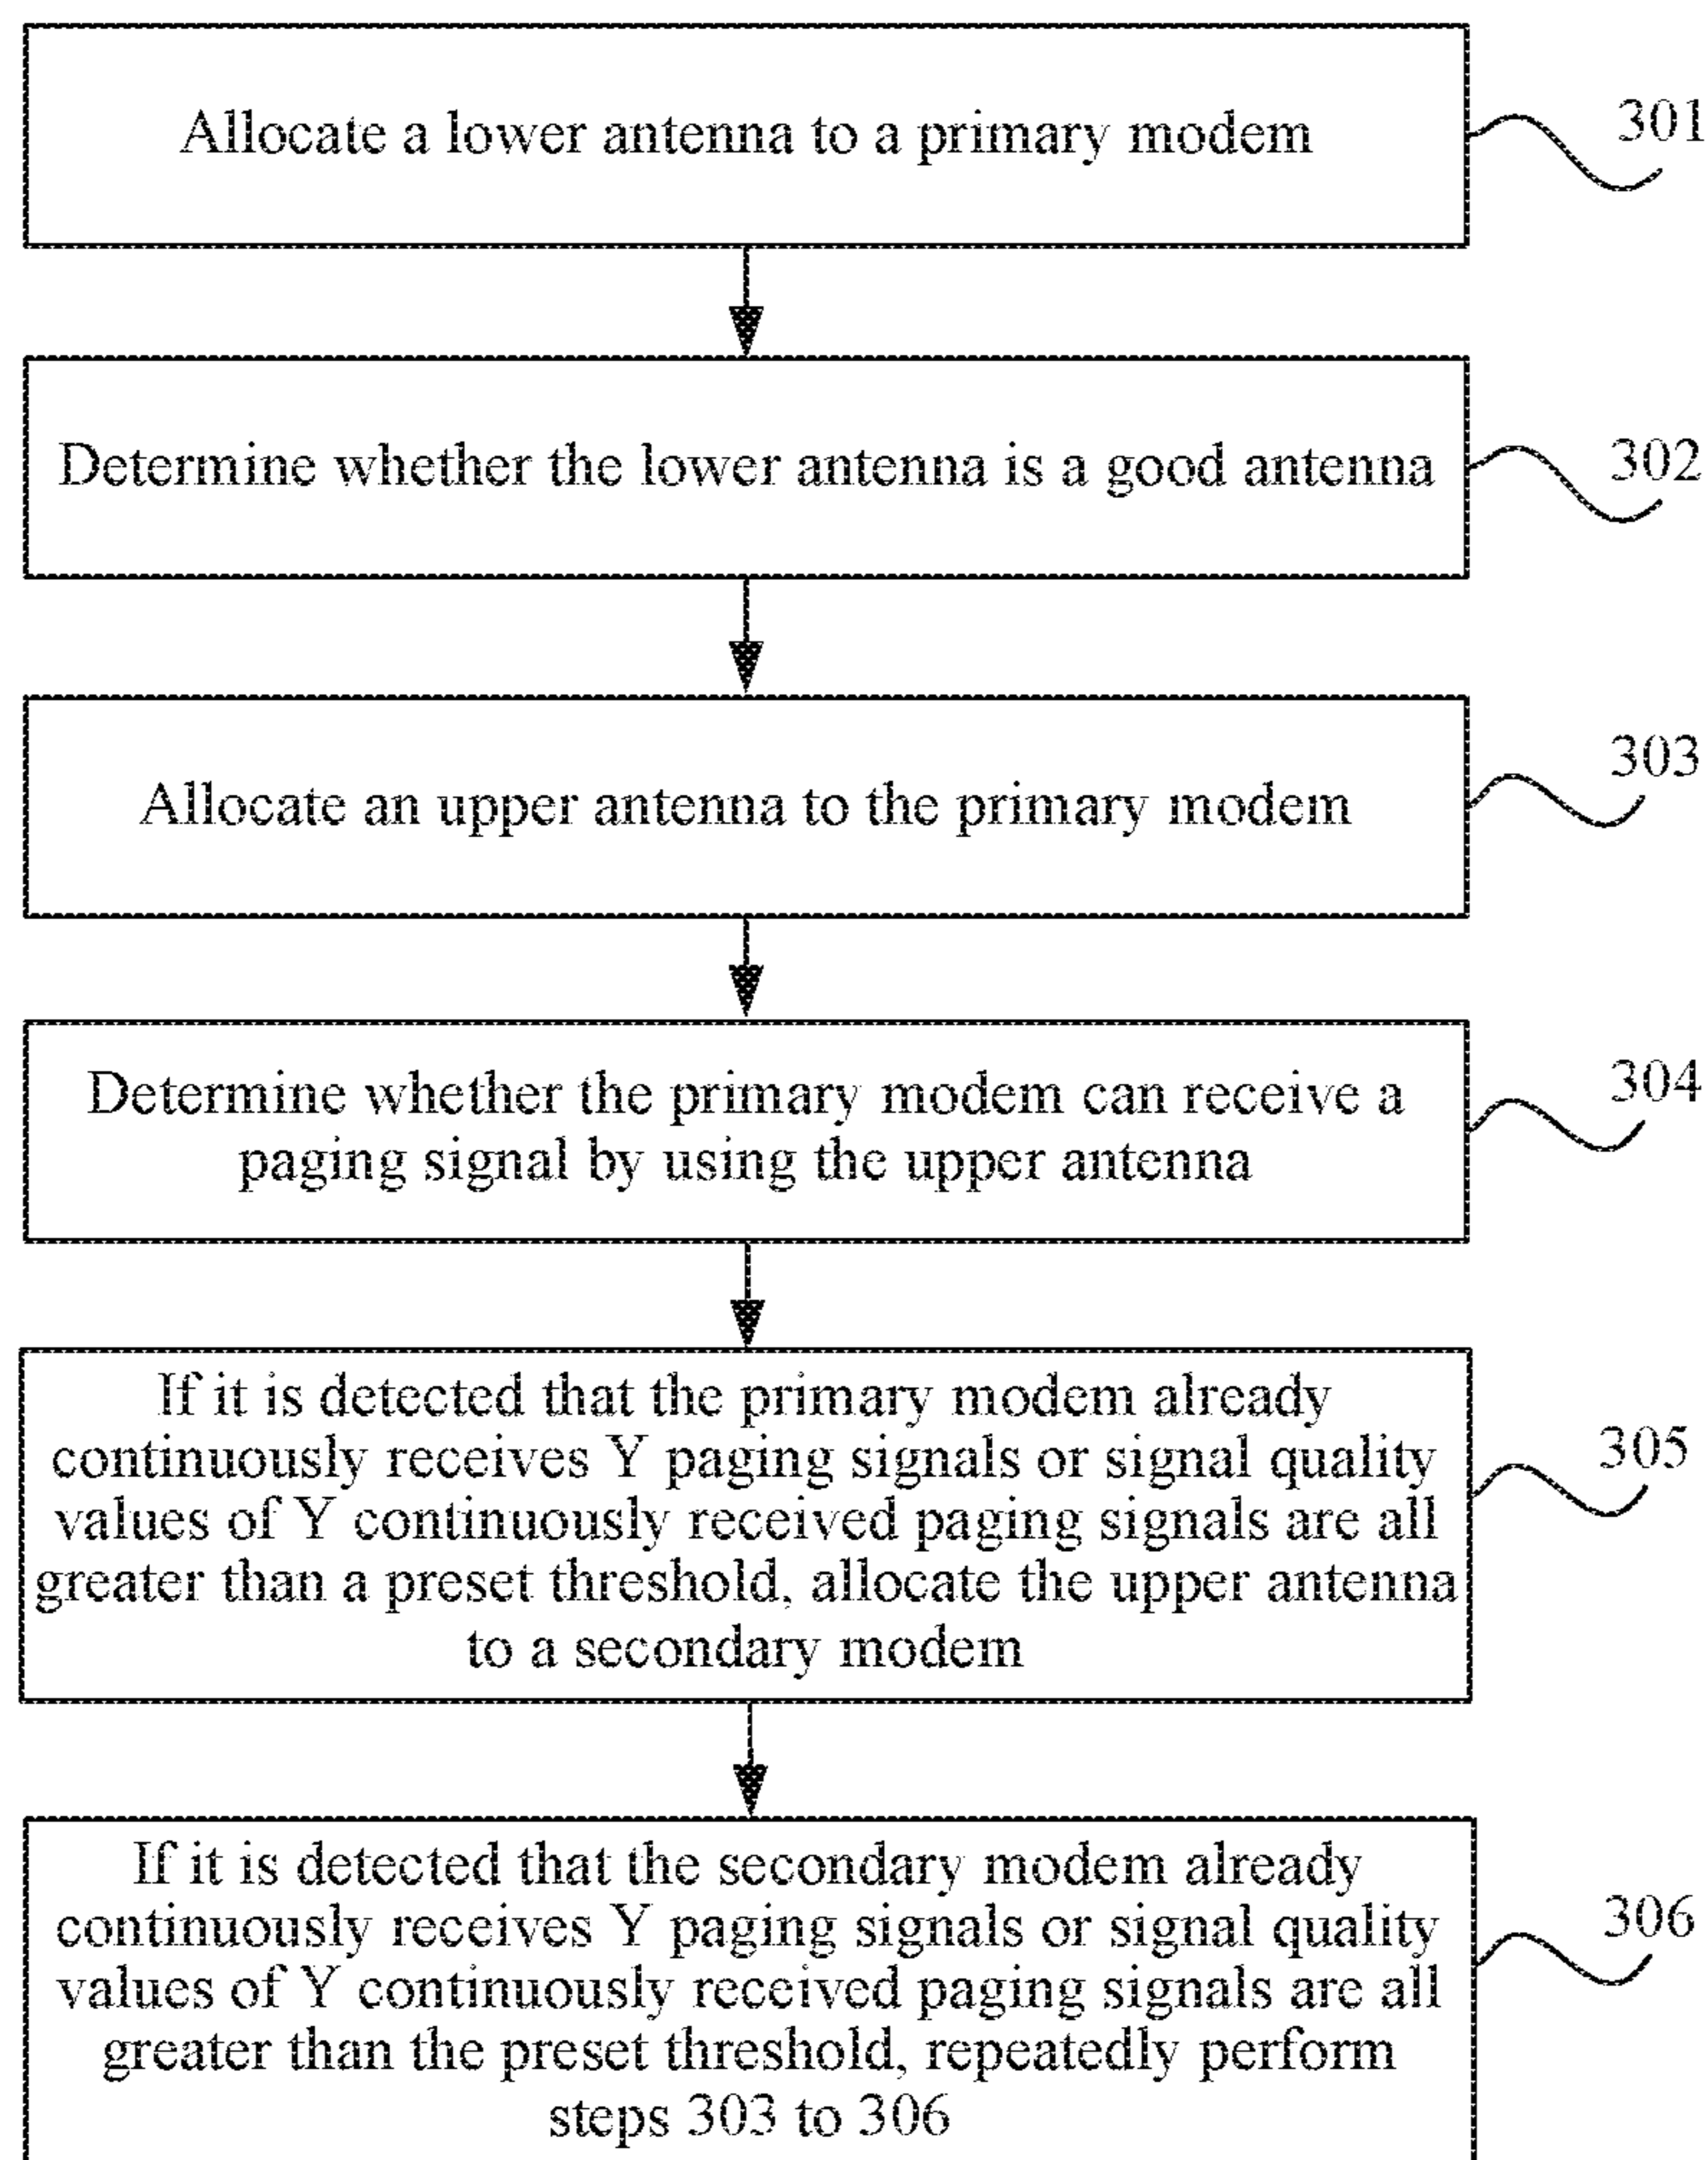 Allocate a lower antenna to a primary modem
301
Determine whether the lower antenna is a good antenna
302
Allocate an upper antenna to the primary modem
303
Determine whether the primary modem can receive a
paging signal by using the upper antenna
304
If it is detected that the primary modem already
continuously receives Y paging signals or signal quality
values of Y continuously received paging signals are all
greater than a preset threshold, allocate the upper antenna
to a secondary modem
305
If it is detected that the secondary modem already
continuously receives Y paging signals or signal quality
values of Y continuously received paging signals are all
greater than the preset threshold, repeatedly perform
steps 303 to 306
306